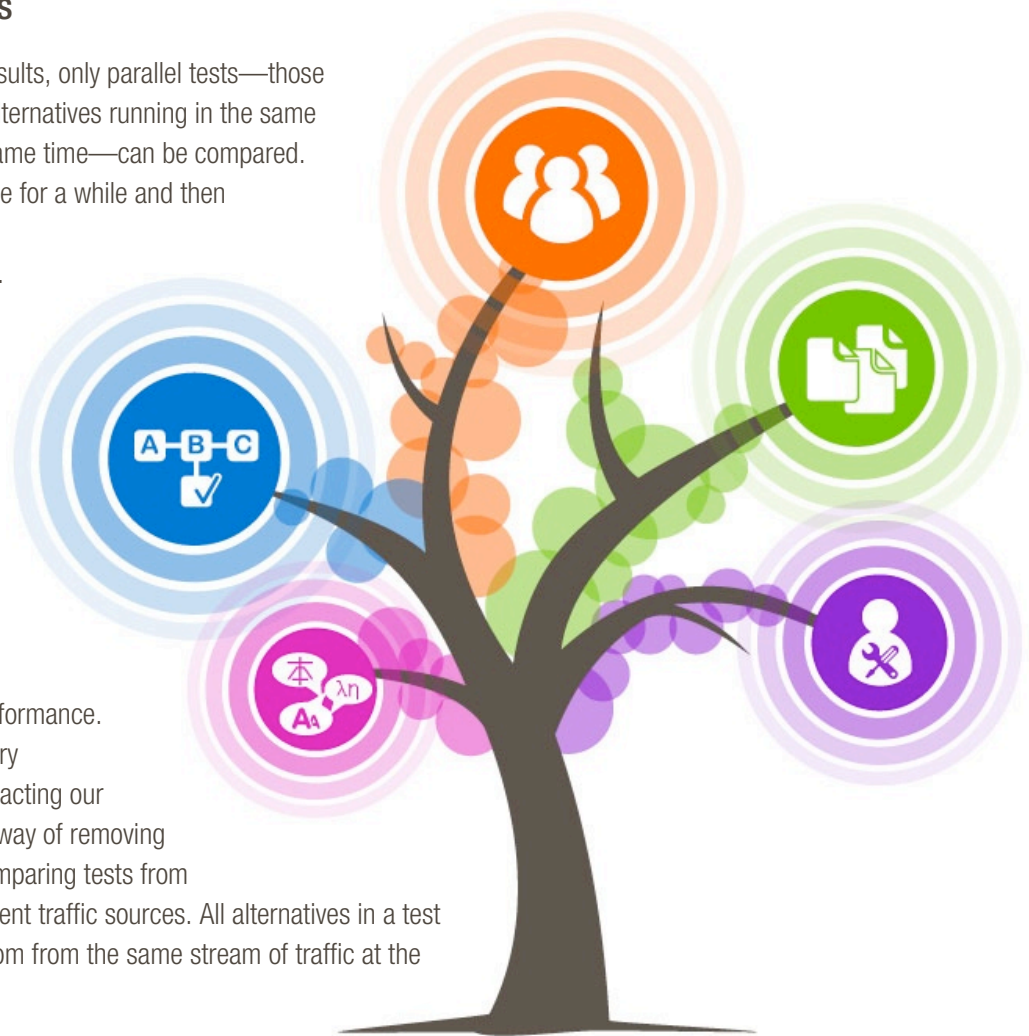 s
sults, only parallel tests—those
ternatives running in the same
ame time—can be compared.
e for a while and then
.
A B C
本
λη
AA
formance.
ry
acting our
way of removing
mparing tests from
ent traffic sources. All alternatives in a test
om from the same stream of traffic at the